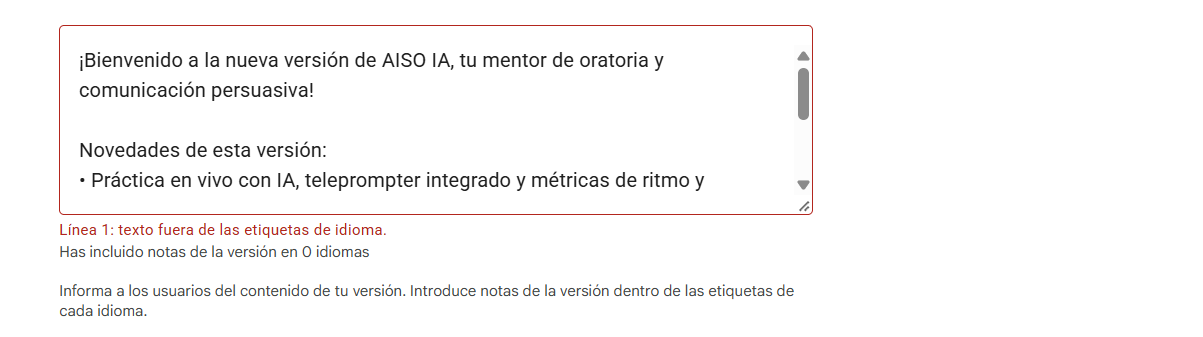 ¡Bienvenido a la nueva versión de AISO IA, tu mentor de oratoria y
comunicación persuasiva!

Novedades de esta versión:
• Práctica en vivo con IA, teleprompter integrado y métricas de ritmo y
Línea 1: texto fuera de las etiquetas de idioma.
Has incluido notas de la versión en 0 idiomas
Informa a los usuarios del contenido de tu versión. Introduce notas de la versión dentro de las etiquetas de
cada idioma.